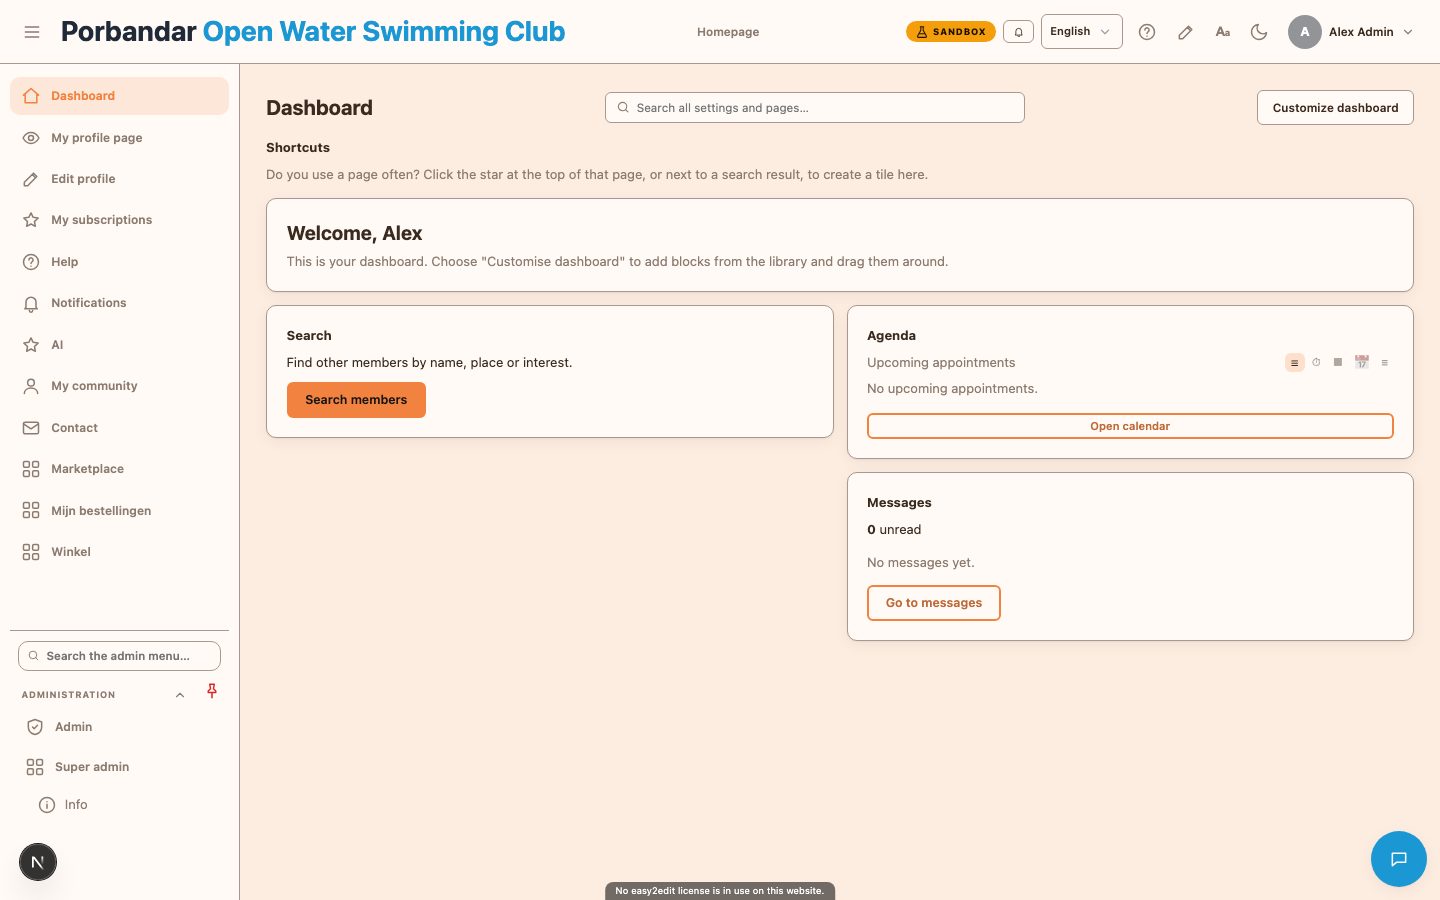 Porbandar Open Water Swimming Club
Homepage
SANDBOX
English
Aa
A
Alex Admin
Dashboard
My profile page
Edit profile
My subscriptions
Help
Notifications
AI
My community
Contact
Marketplace
Mijn bestellingen
Winkel
Search the admin menu...
ADMINISTRATION
Admin
Super admin
Info
N
Dashboard
Search all settings and pages...
Customize dashboard
Shortcuts
Do you use a page often? Click the star at the top of that page, or next to a search result, to create a tile here.
Welcome, Alex
This is your dashboard. Choose "Customise dashboard" to add blocks from the library and drag them around.
Search
Find other members by name, place or interest.
Search members
Agenda
Upcoming appointments
17
No upcoming appointments.
Open calendar
Messages
0 unread
No messages yet.
Go to messages
No easy2edit license is in use on this website.